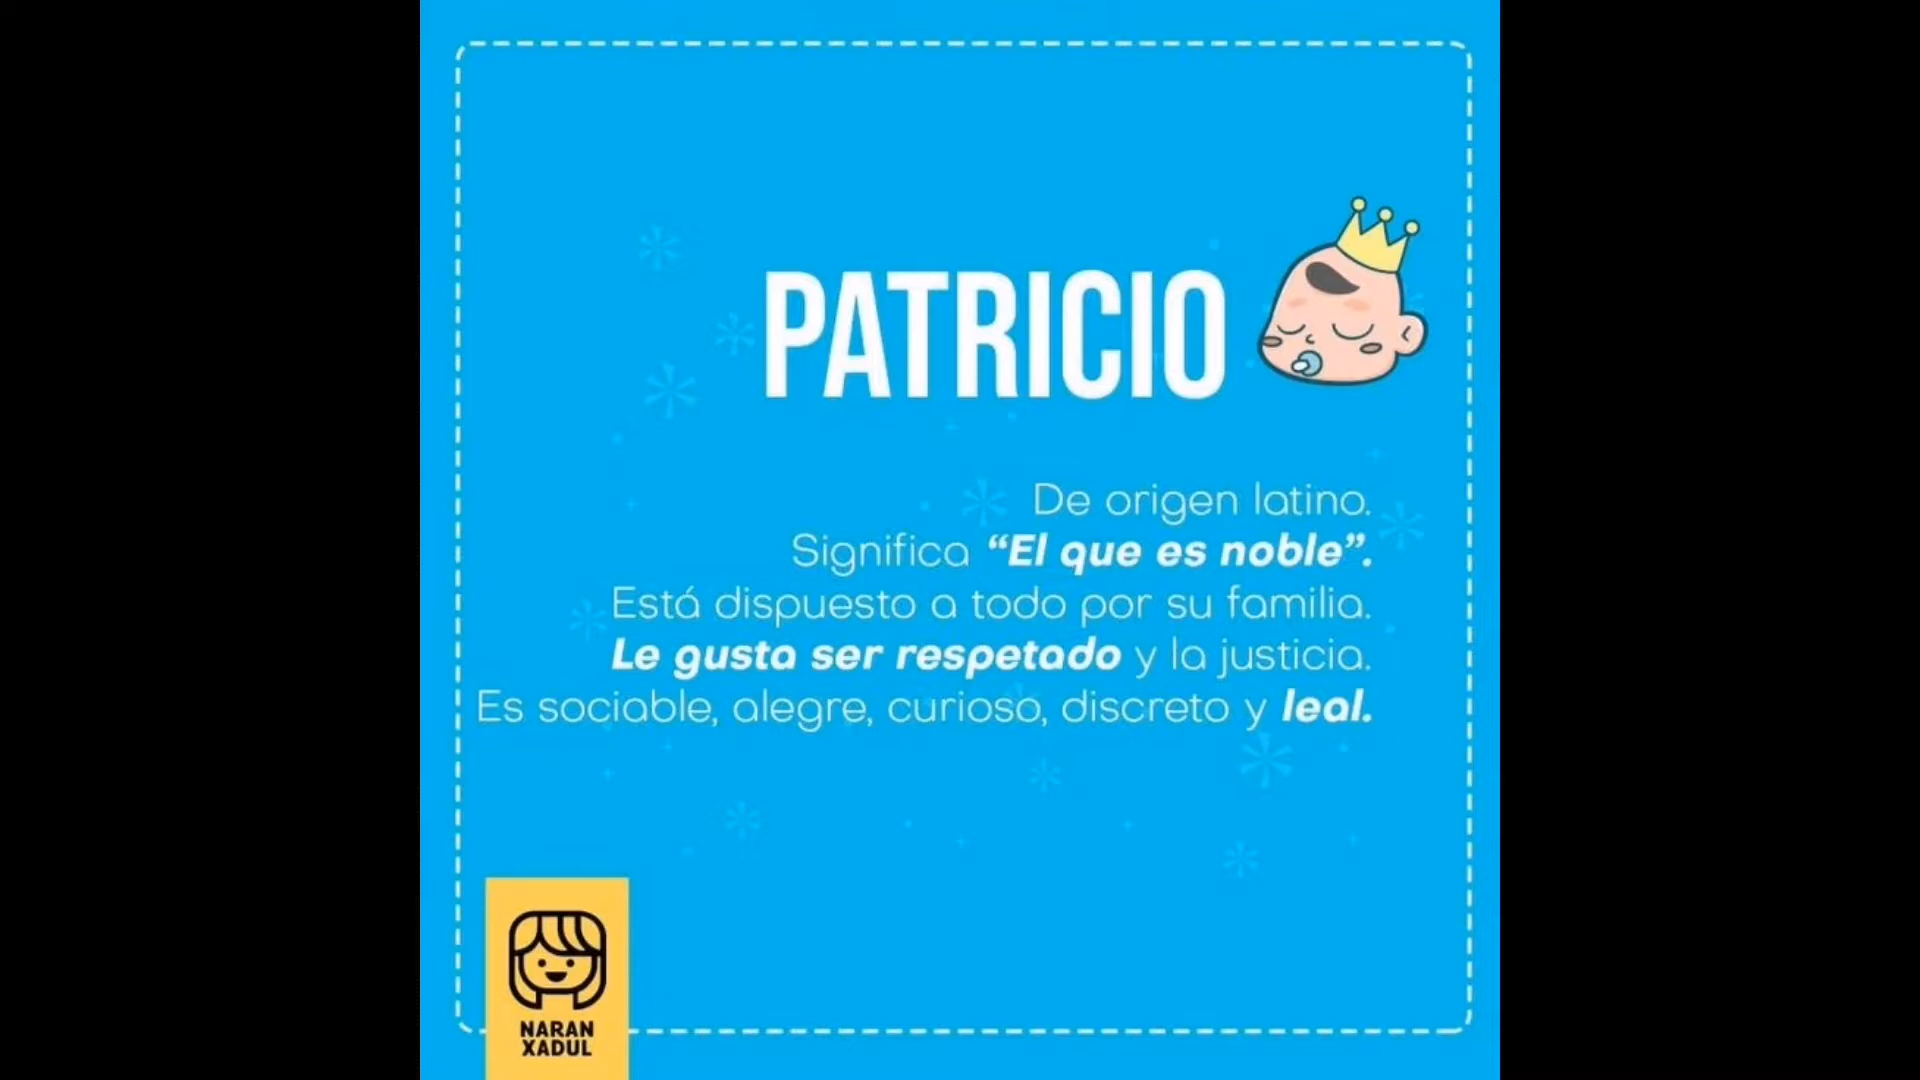 PATRICIO
De origen latino.
Significa “El que es noble”.
Está dispuesto a todo por su familia.
Le gusta ser respetado y la justicia.
Es sociable, alegre, curioso, discreto y leal.
NARAN
XADUL